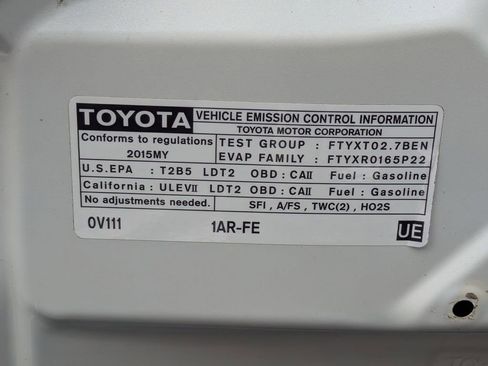 TOYOTA VEHICLE EMISSION CONTROL INFORMATION
TOYOTA MOTOR CORPORATION
Conforms to regulations
2015MY
TEST GROUP : FTYXT02.7BEN
EVAP FAMILY : FTYXR0165P22
U.S.EPA : T2B5 LDT2 OBD : CAII Fuel : Gasoline
California : ULEVII LDT2 OBD : CAII Fuel : Gasoline
No adjustments needed. SFI , A/FS , TWC(2) , HO2S
0V111 1AR-FE UE